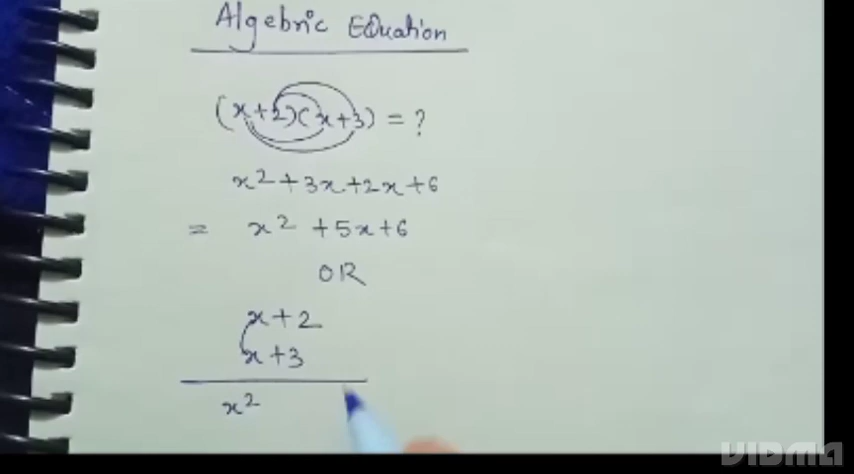 Algebric Equation
(x+2)(x+3) = ?
x²+3x+2x+6
= x² +5x+6
OR
x+2
x+3
x²
VIDMA